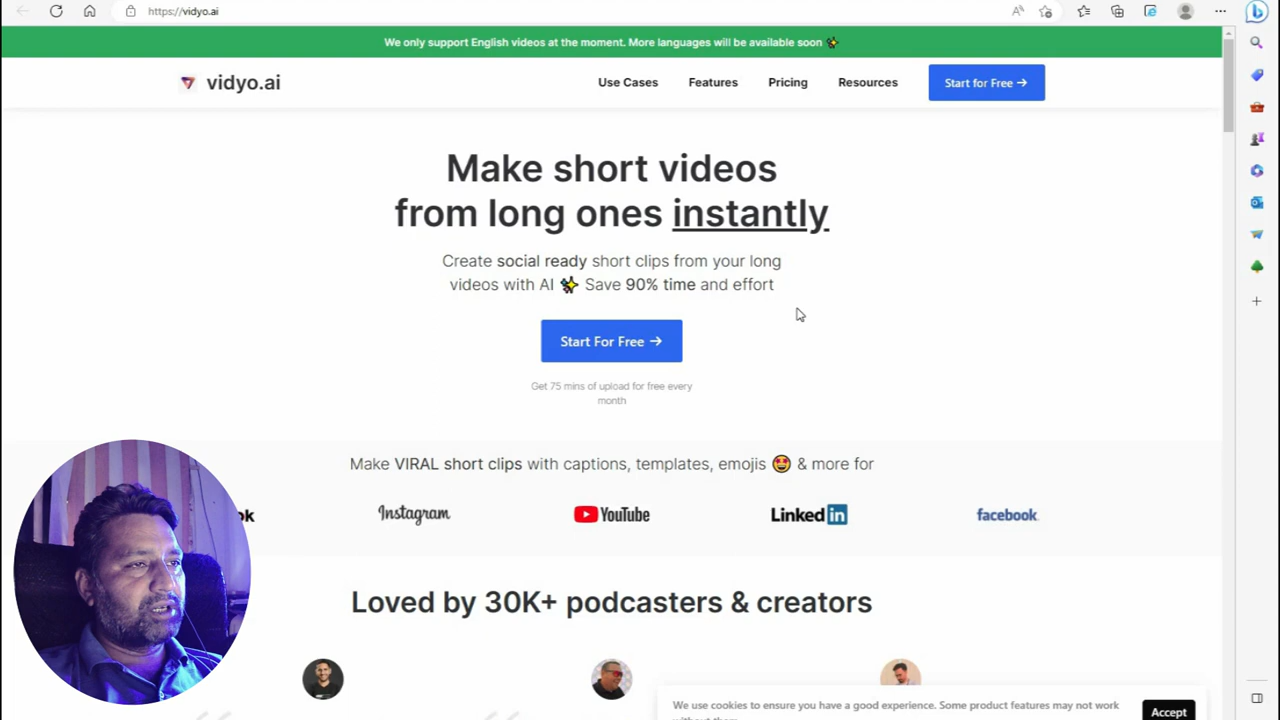 https://vidyo.ai
We only support English videos at the moment. More languages will be available soon ✨
vidyo.ai
Use Cases
Features
Pricing
Resources
Start for Free →
Make short videos
from long ones instantly
Create social ready short clips from your long
videos with AI ✨ Save 90% time and effort
Start For Free →
Get 75 mins of upload for free every
month
Make VIRAL short clips with captions, templates, emojis 🤩 & more for
Instagram
YouTube
LinkedIn
facebook.
Loved by 30K+ podcasters & creators
We use cookies to ensure you have a good experience. Some product features may not work
without them.
Accept